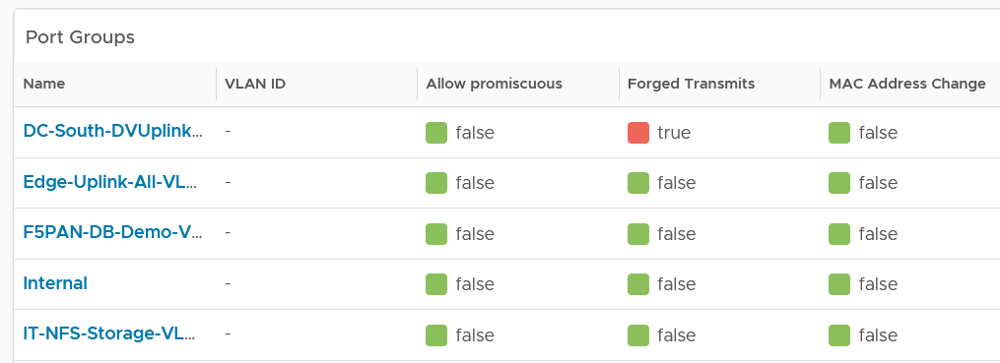 Port Groups
Name VLAN ID Allow promiscuous Forged Transmits MAC Address Change
DC-South-DVUplink... - false true false
Edge-Uplink-All-VL... - false false false
F5PAN-DB-Demo-V... - false false false
Internal - false false false
IT-NFS-Storage-VL... - false false false